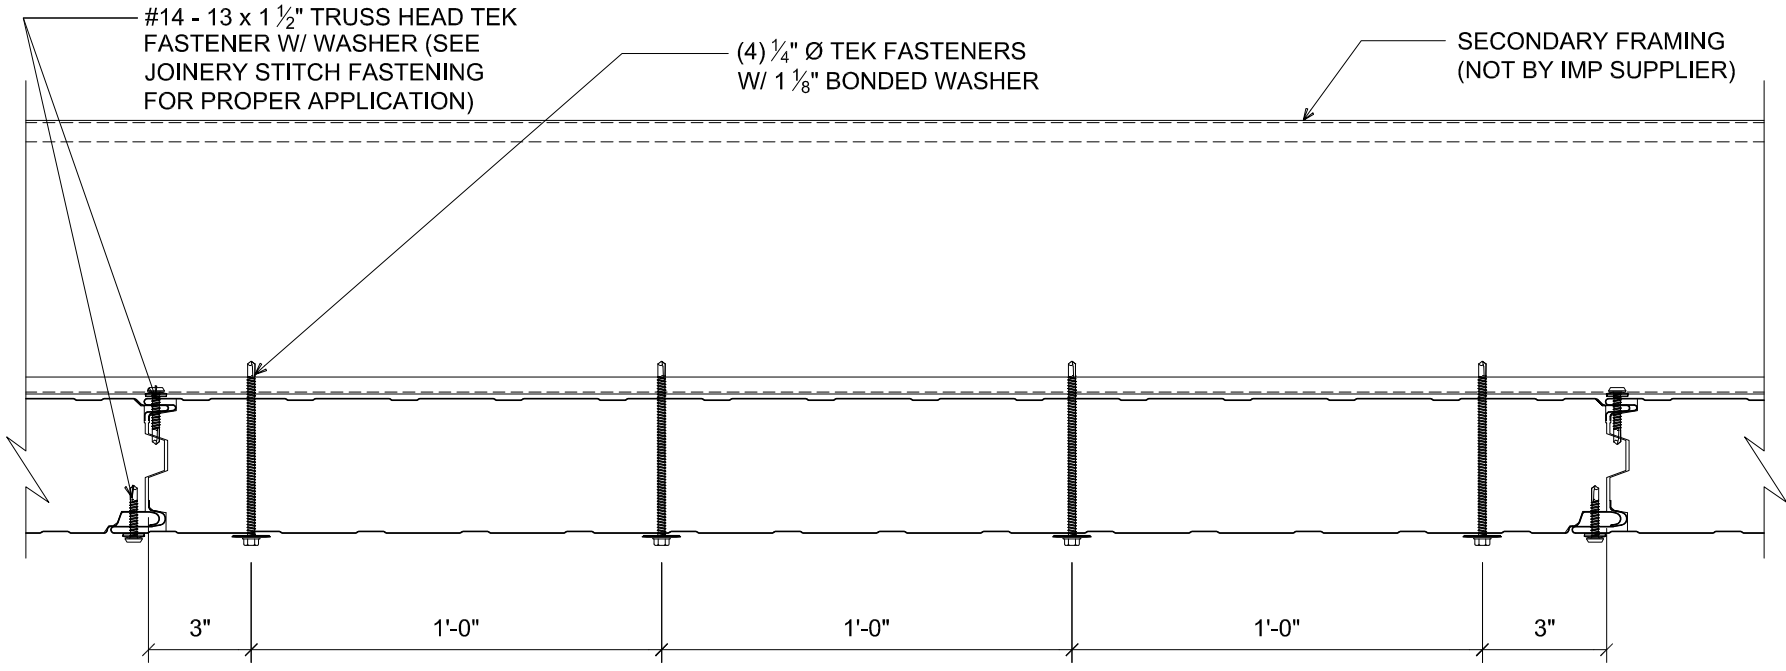 #14 - 13 x 1 ½" TRUSS HEAD TEK
FASTENER W/ WASHER (SEE
JOINERY STITCH FASTENING
FOR PROPER APPLICATION)
(4) ¼" Ø TEK FASTENERS
W/ 1 ⅛" BONDED WASHER
SECONDARY FRAMING
(NOT BY IMP SUPPLIER)
3" 1'-0" 1'-0" 1'-0" 3"